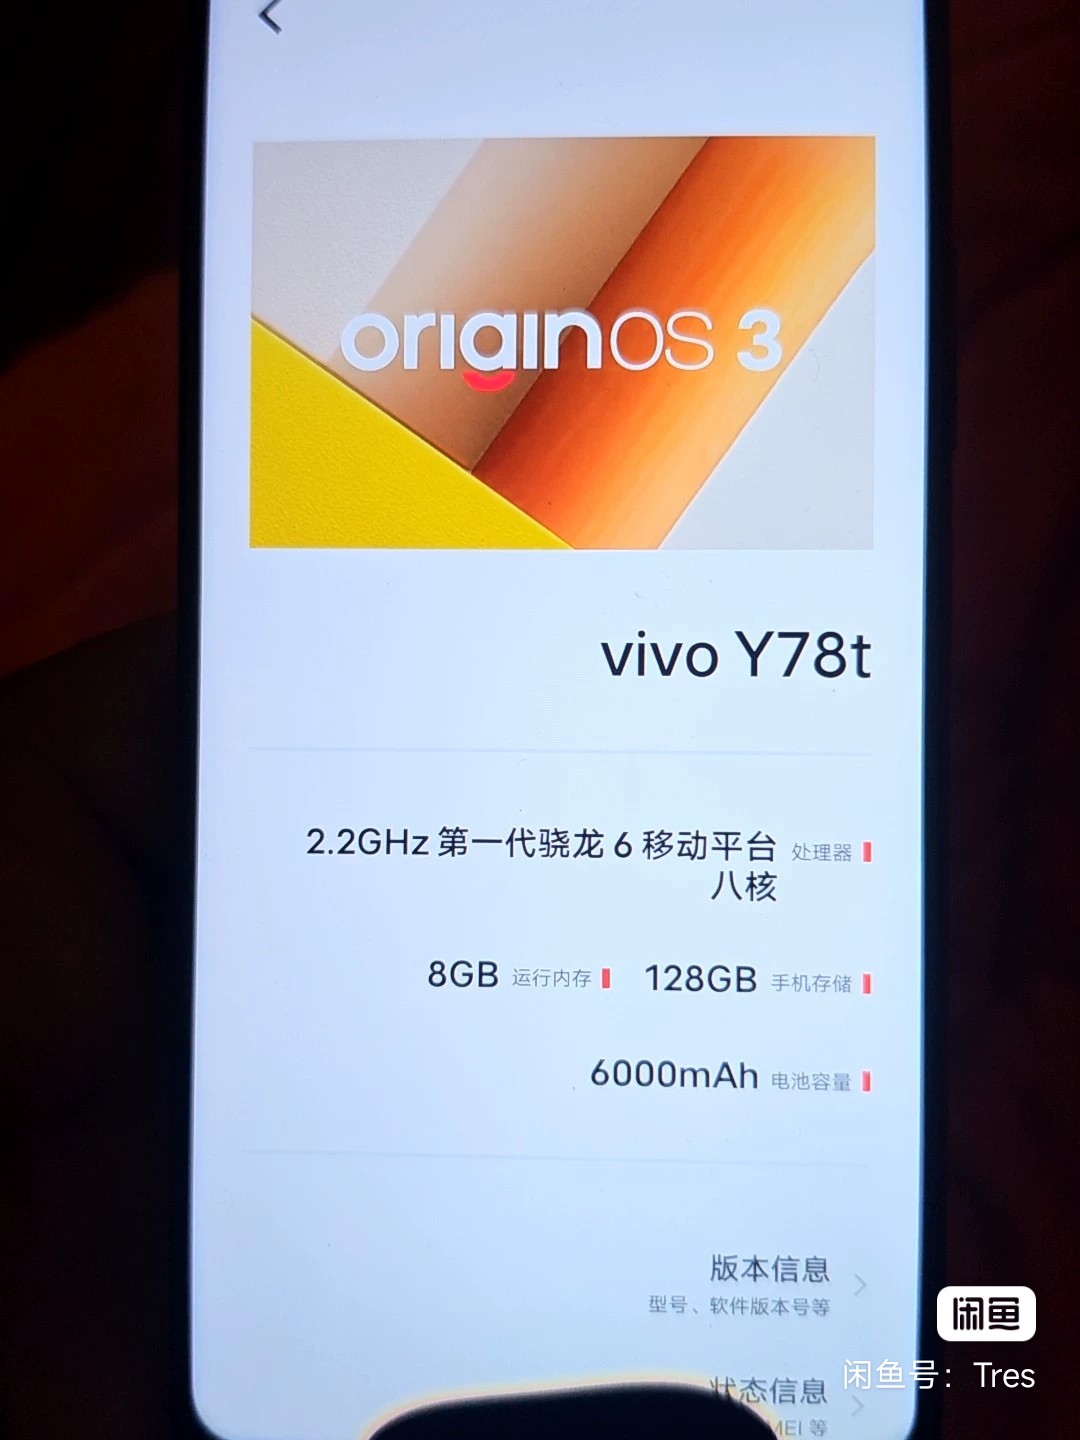 originOS 3
vivo Y78t
2.2GHz 第一代骁龙 6 移动平台 处理器
八核
8GB 运行内存 128GB 手机存储
6000mAh 电池容量
版本信息
型号、软件版本号等
闲鱼
闲鱼号：Tres
状态信息
MEI 等